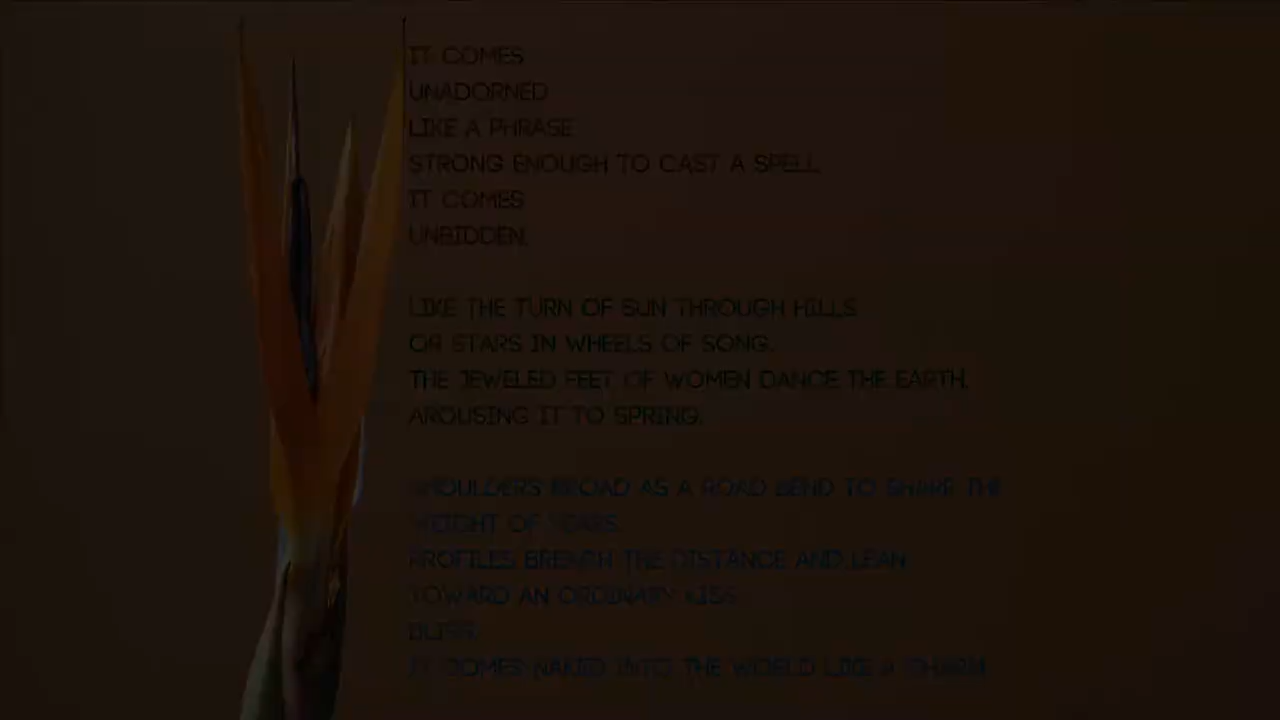 IT COMES
UNADORNED
LIKE A PHRASE
STRONG ENOUGH TO CAST A SPELL
IT COMES
UNBIDDEN,
LIKE THE TURN OF SUN THROUGH HILLS
OR STARS IN WHEELS OF SONG.
THE JEWELED FEET OF WOMEN DANCE THE EARTH.
AROUSING IT TO SPRING.
SHOULDERS BROAD AS A ROAD BEND TO SHARE THE
WEIGHT OF YEARS.
PROFILES BREACH THE DISTANCE AND LEAN
TOWARD AN ORDINARY KISS.
BLISS.
IT COMES NAKED INTO THE WORLD LIKE A CHARM.